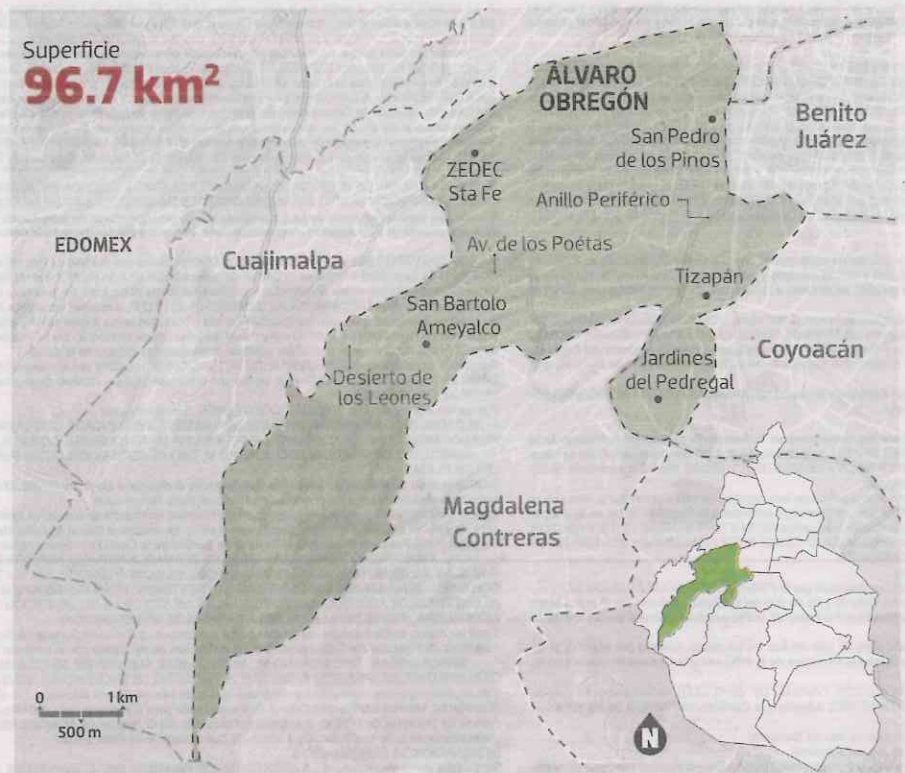 Superficie
96.7 km²
ÁLVARO
OBREGÓN
Benito
Juárez
San Pedro
de los Pinos
ZEDEC
Sta Fe
Anillo Periférico
EDOMEX
Cuajimalpa
Av. de los Poétas
Tizapán
San Bartolo
Ameyalco
Coyoacán
Jardines
del Pedregal
Desierto de
los Leones
Magdalena
Contreras
0 1km
500 m
N